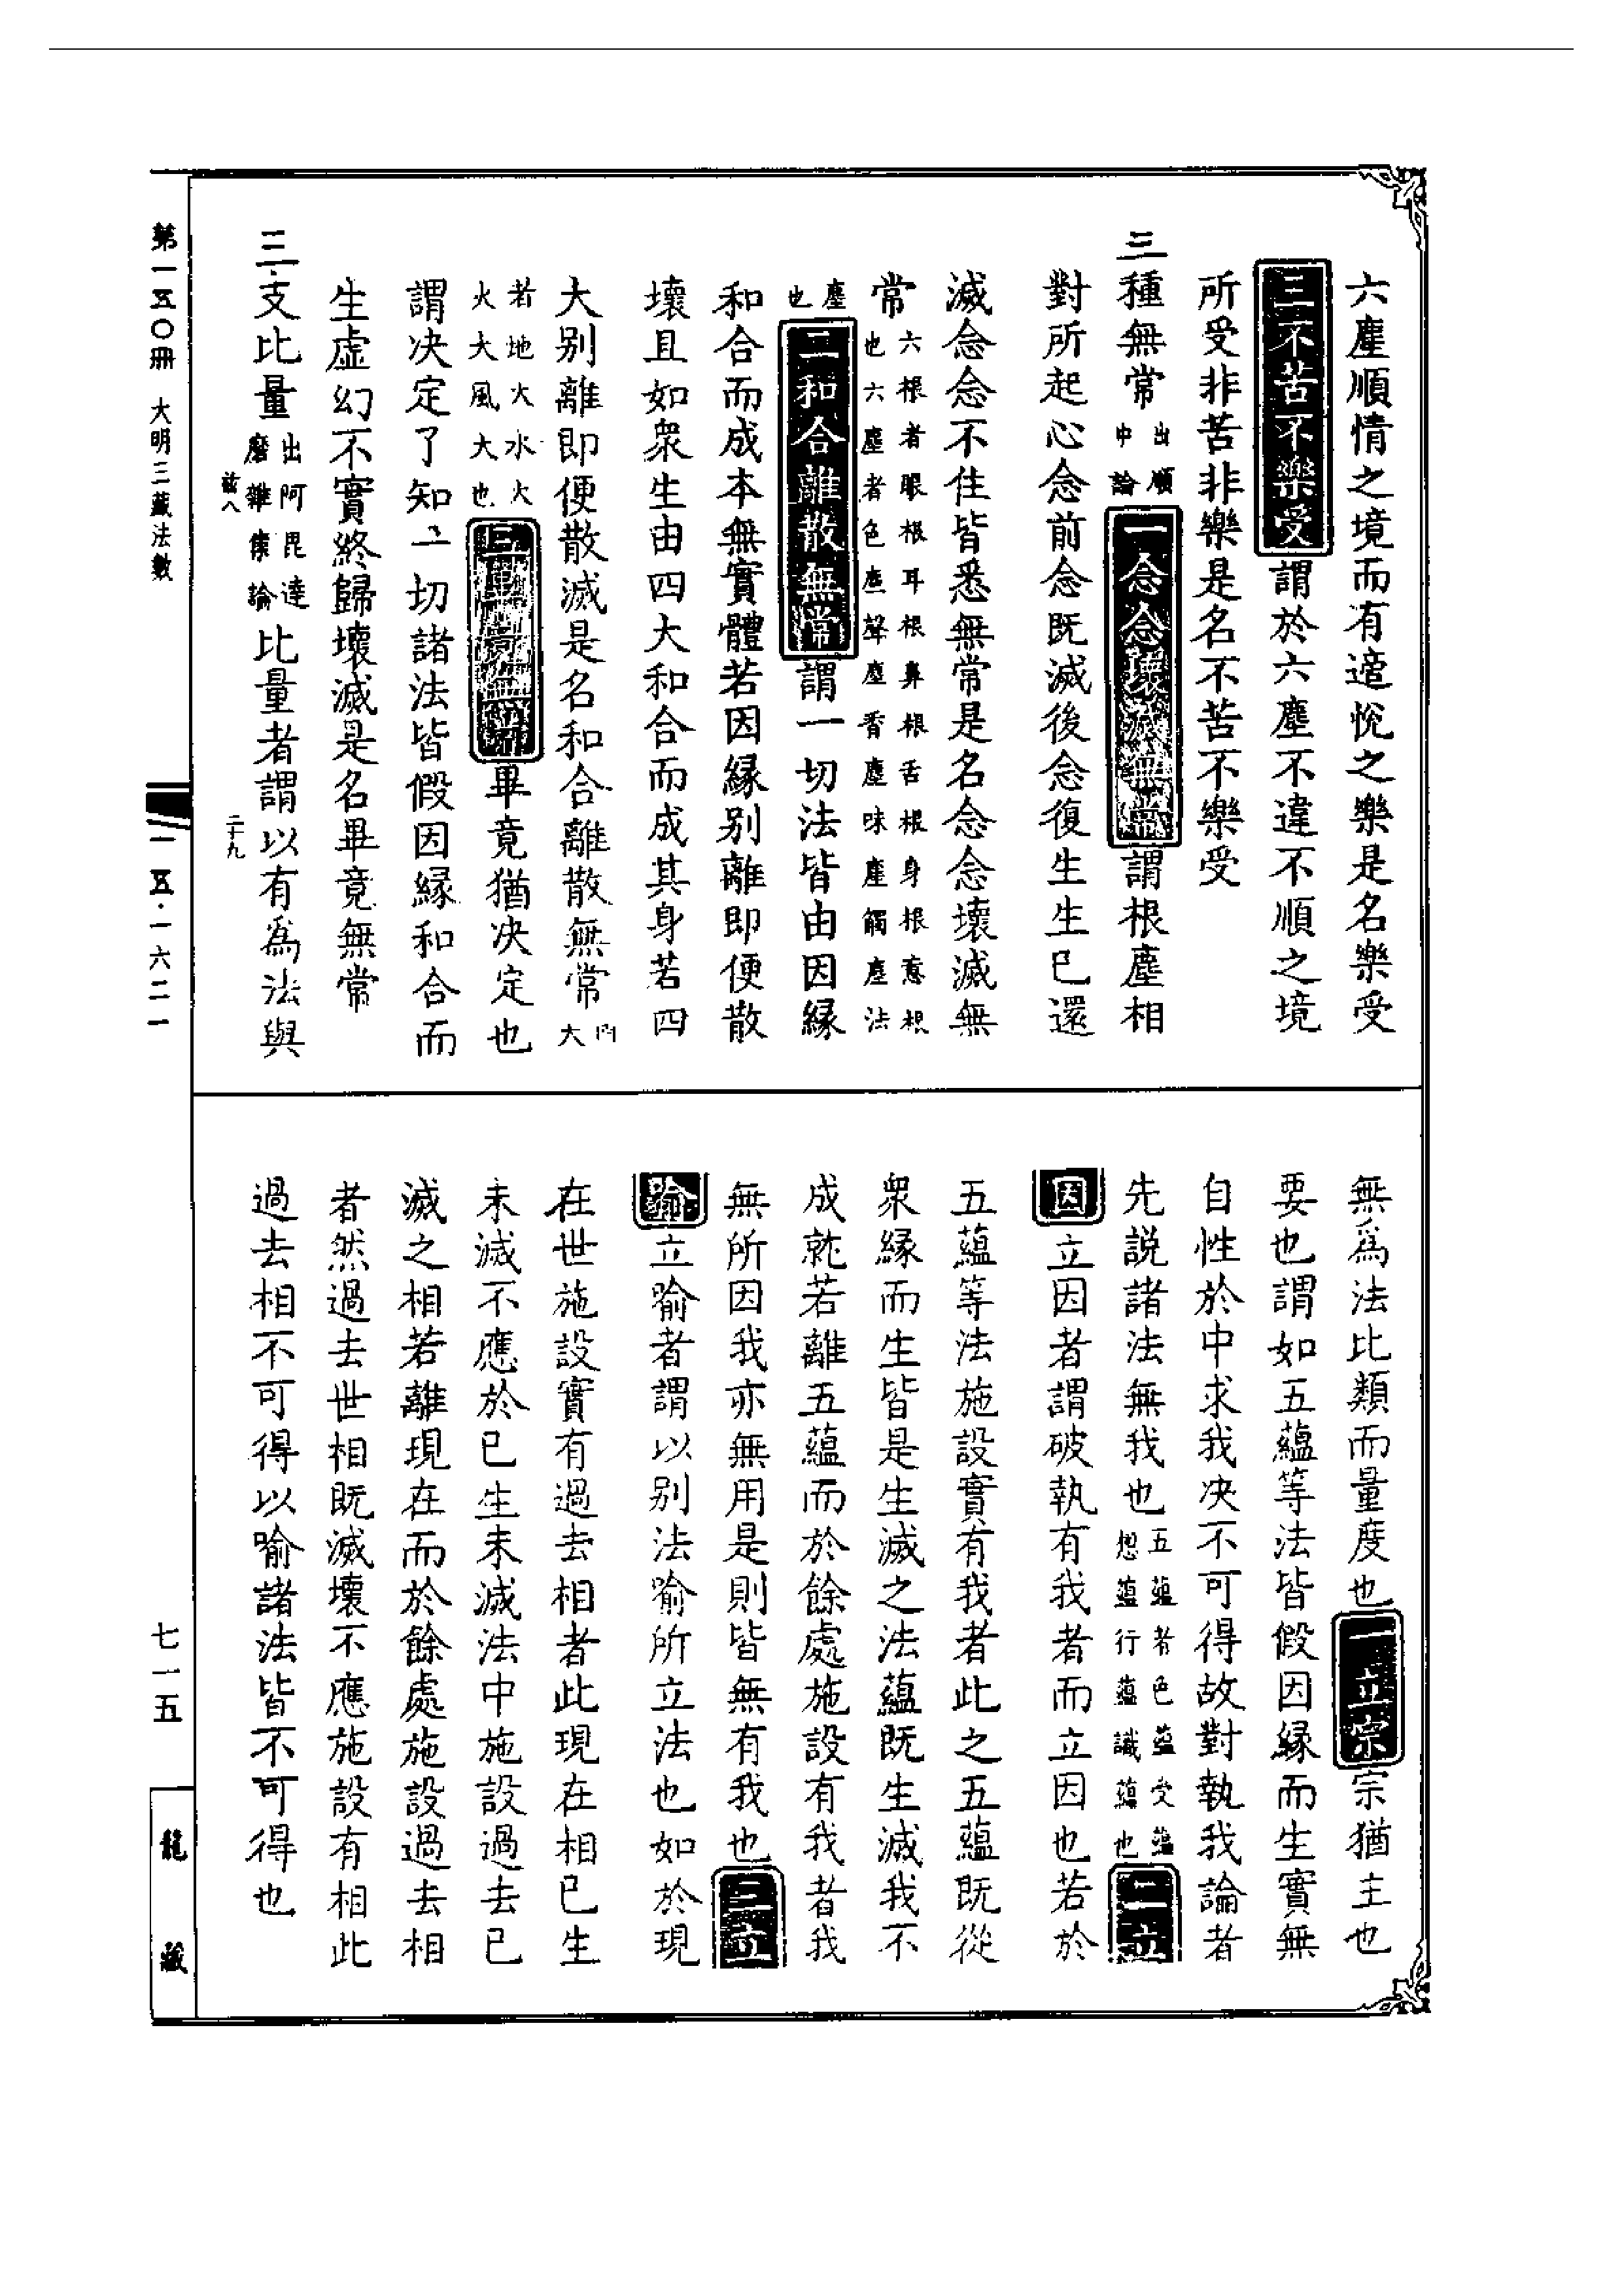 六塵順情之境而有適悅之樂是名樂受
三不苦不樂受謂於六塵不違不順之境
所受非苦非樂是名不苦不樂受
三種無常出順中論一念念壞滅無常謂根塵相
對所起心念前念既滅後念復生生已還
滅念念不住皆悉無常是名念念壞滅無
常六根者眼根耳根鼻根舌根身根意根也六塵者色塵聲塵香塵味塵觸塵法
塵也二和合離散無常謂一切法皆由因緣
和合而成本無實體若因緣別離即便散
壞且如衆生由四大和合而成其身若四
大別離即便散滅是名和合離散無常四大
者地大水大火大風大也三畢竟無常畢竟猶决定也
謂决定了知一切諸法皆假因緣和合而
生虛幻不實終歸壞滅是名畢竟無常
三支比量出阿毘達磨雜集論比量者謂以有爲法與
兹八
二十九
無爲法比類而量度也一立宗宗猶主也
要也謂如五蘊等法皆假因緣而生實無
自性於中求我决不可得故對執我論者
先説諸法無我也五蘊者色蘊受蘊想蘊行蘊識蘊也二立
因立因者謂破執有我者而立因也若於
五蘊等法施設實有我者此之五蘊既從
衆緣而生皆是生滅之法蘊既生滅我不
成就若離五蘊而於餘處施設有我者我
無所因我亦無用是則皆無有我也三立
喻立喻者謂以別法喻所立法也如於現
在世施設實有過去相者此現在相已生
未滅不應於已生未滅法中施設過去已
滅之相若離現在而於餘處施設過去相
者然過去世相既滅壞不應施設有相此
過去相不可得以喻諸法皆不可得也
第一五〇冊　大明三藏法數
一五·一六二一
七一五
龍藏